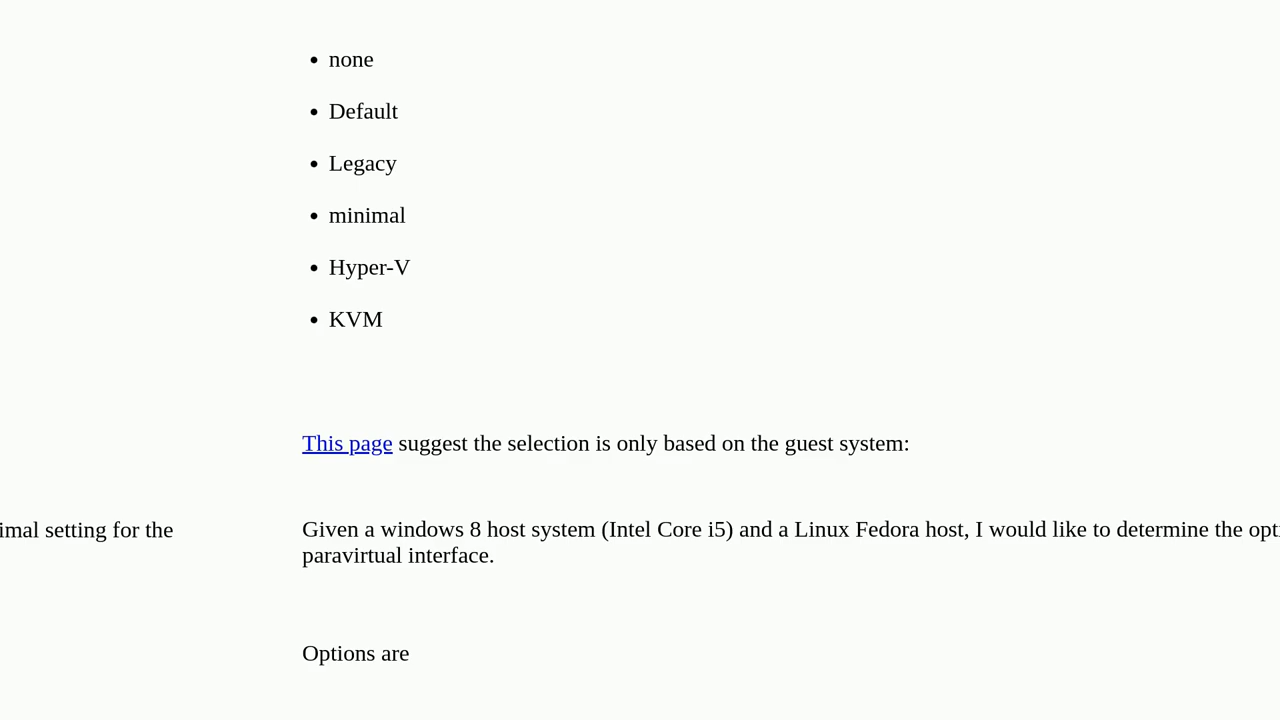 none
Default
Legacy
minimal
Hyper-V
KVM
This page suggest the selection is only based on the guest system:
imal setting for the
Given a windows 8 host system (Intel Core i5) and a Linux Fedora host, I would like to determine the opti
paravirtual interface.
Options are